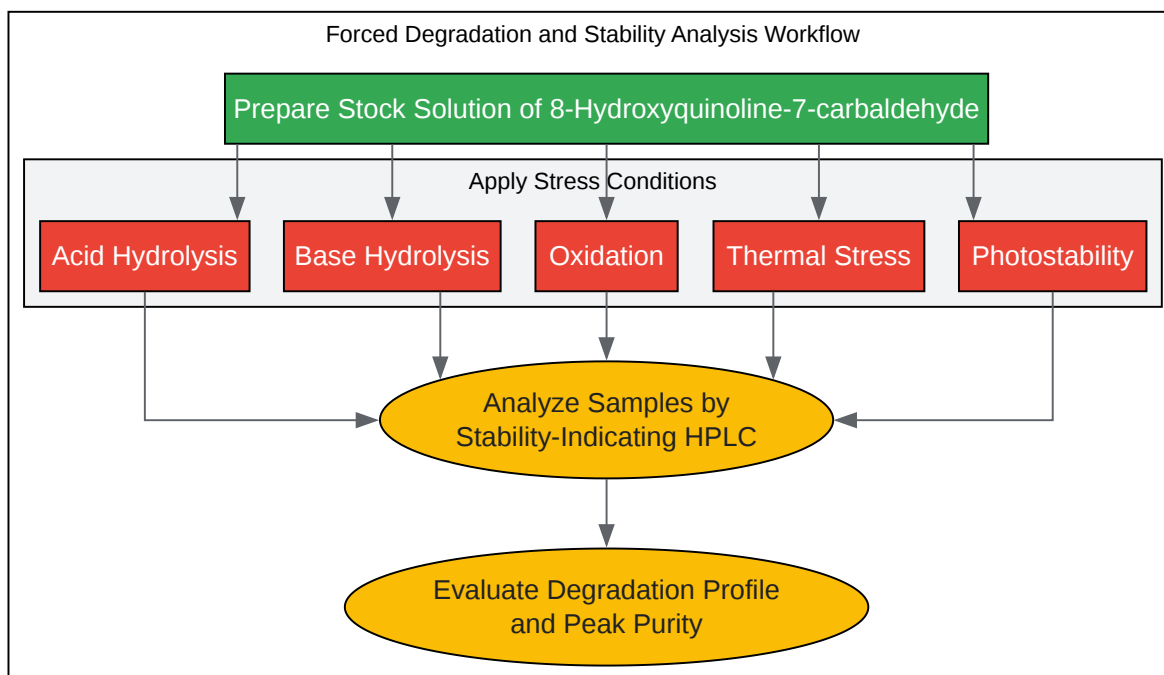 Forced Degradation and Stability Analysis Workflow
Prepare Stock Solution of 8-Hydroxyquinoline-7-carbaldehyde
Apply Stress Conditions
Acid Hydrolysis
Base Hydrolysis
Oxidation
Thermal Stress
Photostability
Analyze Samples by
Stability-Indicating HPLC
Evaluate Degradation Profile
and Peak Purity